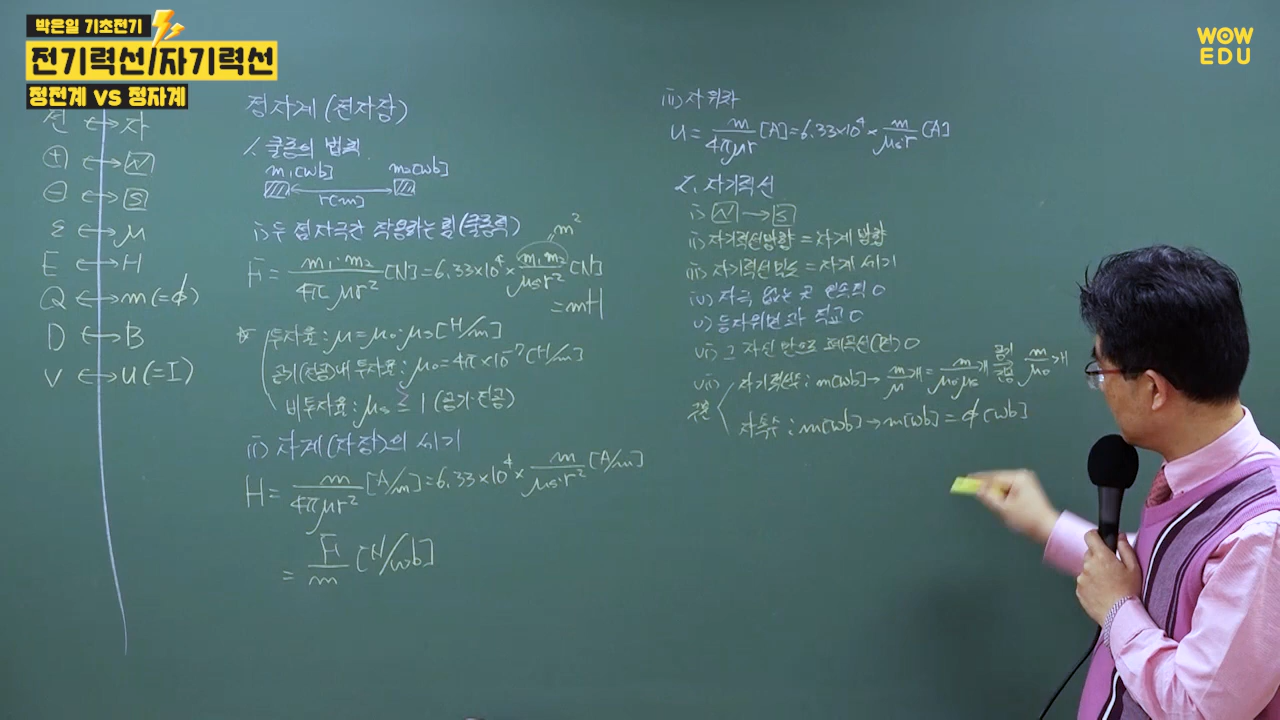 박은일 기초전기
전기력선/자기력선
정전계 vs 정자계
WOW
EDU
전 ↔ 자
⊕ ↔ N
⊖ ↔ S
ε ↔ μ
E ↔ H
Q ↔ m(=φ)
D ↔ B
V ↔ u(=I)
정자계 (진자장)
1. 쿨롱의 법칙
m₁[wb] m₂[wb]
r[m]
i) 두 점자극간 작용하는 힘(쿨롱력)
m²
F = m₁·m₂/4πμr² [N] = 6.33×10⁴ × m₁m₂/μsr² [N]
= mH
* 투자율 : μ = μ₀·μs [H/m]
공기(진공)내 투자율 : μ₀ = 4π×10⁻⁷ [H/m]
비투자율 : μs ≥ 1 (공기·진공)
ii) 자계(자장)의 세기
H = m/4πμr² [A/m] = 6.33×10⁴ × m/μs·r² [A/m]
= F/m [N/wb]
iii) 자위차
u = m/4πμr [A] = 6.33×10⁴ × m/μs·r [A]
2. 자기력선
i) N → S
ii) 자기력선방향 = 자계 방향
iii) 자기력선밀도 = 자계 세기
iv) 자극 없는 곳 연속적 O
v) 등자위면과 직교 O
vi) 그 자신 만으로 폐곡선(면) O
vii) 자기력선수 : m[wb] → m/μ 개 = m/μ₀μs 개 공기 진공 m/μ₀ 개
구분
자속수 : m[wb] → m[wb] = φ[wb]